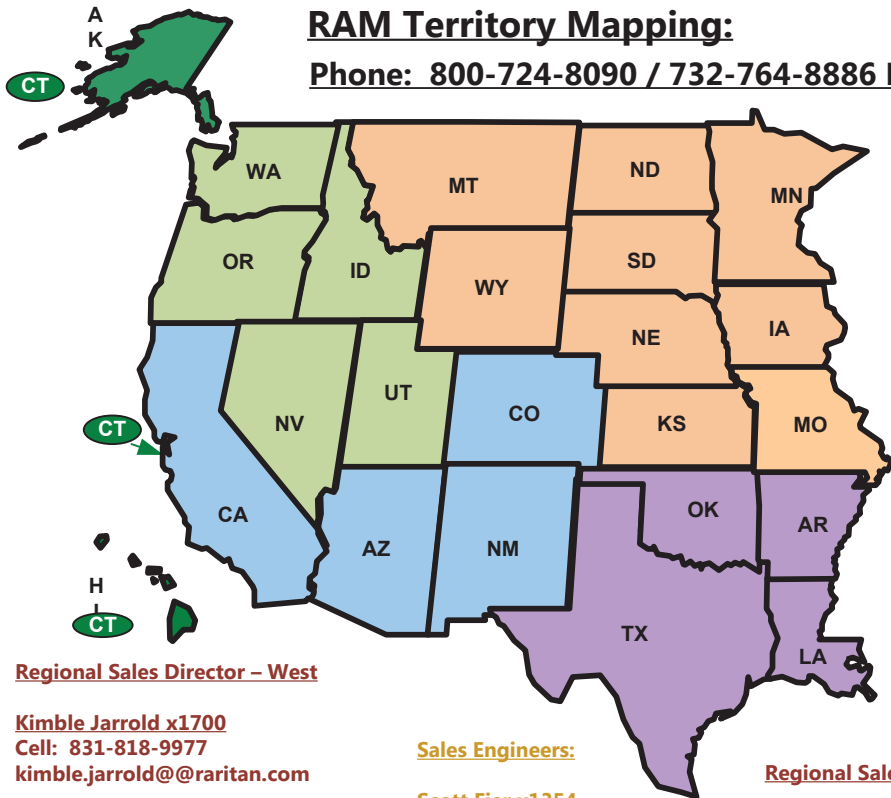 RAM Territory Mapping:
Phone: 800-724-8090 / 732-764-8886
A
K
CT
WA
MT
ND
MN
OR
ID
SD
WY
IA
NE
UT
CO
NV
KS
MO
CT
CA
OK
AR
AZ
NM
H
I
CT
TX
LA
Regional Sales Director – West
Kimble Jarrold x1700
Cell: 831-818-9977
kimble.jarrold@@raritan.com
Sales Engineers:
Regional